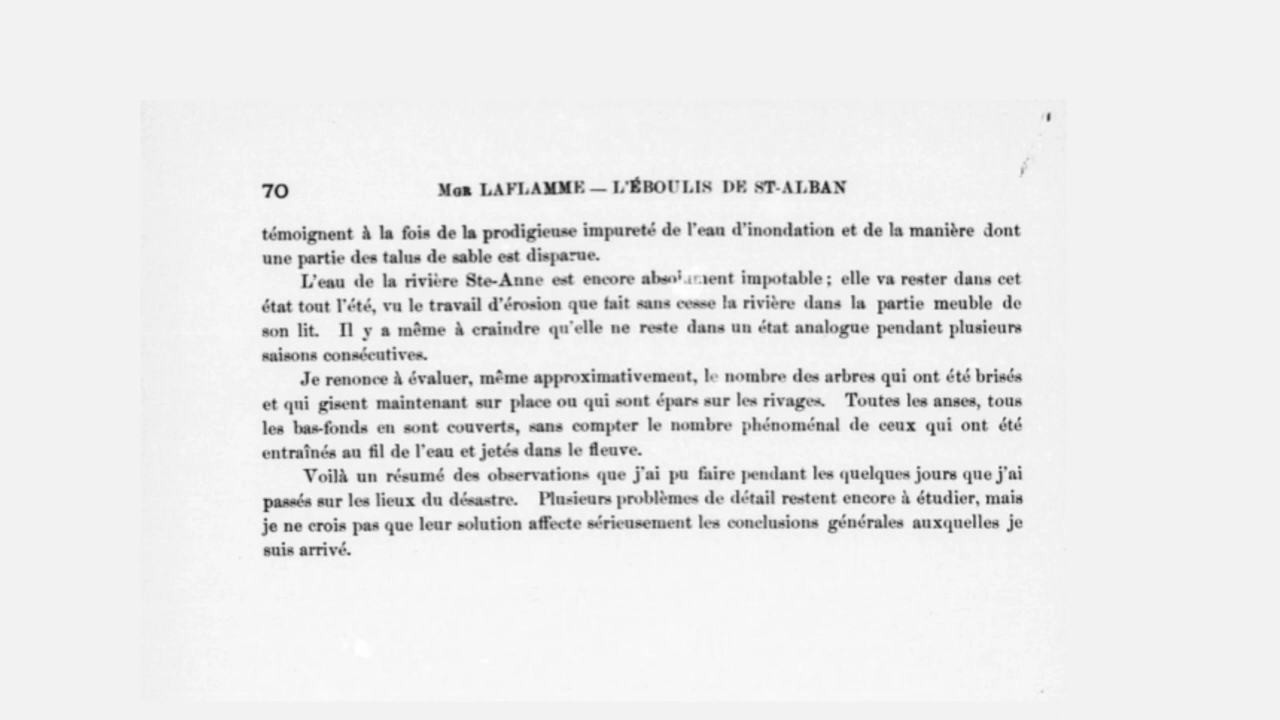 70
MGR LAFLAMME — L'ÉBOULIS DE ST-ALBAN
témoignent à la fois de la prodigieuse impureté de l'eau d'inondation et de la manière dont
une partie des talus de sable est disparue.
L'eau de la rivière Ste-Anne est encore absolument impotable ; elle va rester dans cet
état tout l'été, vu le travail d'érosion que fait sans cesse la rivière dans la partie meuble de
son lit. Il y a même à craindre qu'elle ne reste dans un état analogue pendant plusieurs
saisons consécutives.
Je renonce à évaluer, même approximativement, le nombre des arbres qui ont été brisés
et qui gisent maintenant sur place ou qui sont épars sur les rivages. Toutes les anses, tous
les bas-fonds en sont couverts, sans compter le nombre phénoménal de ceux qui ont été
entraînés au fil de l'eau et jetés dans le fleuve.
Voilà un résumé des observations que j'ai pu faire pendant les quelques jours que j'ai
passés sur les lieux du désastre. Plusieurs problèmes de détail restent encore à étudier, mais
je ne crois pas que leur solution affecte sérieusement les conclusions générales auxquelles je
suis arrivé.